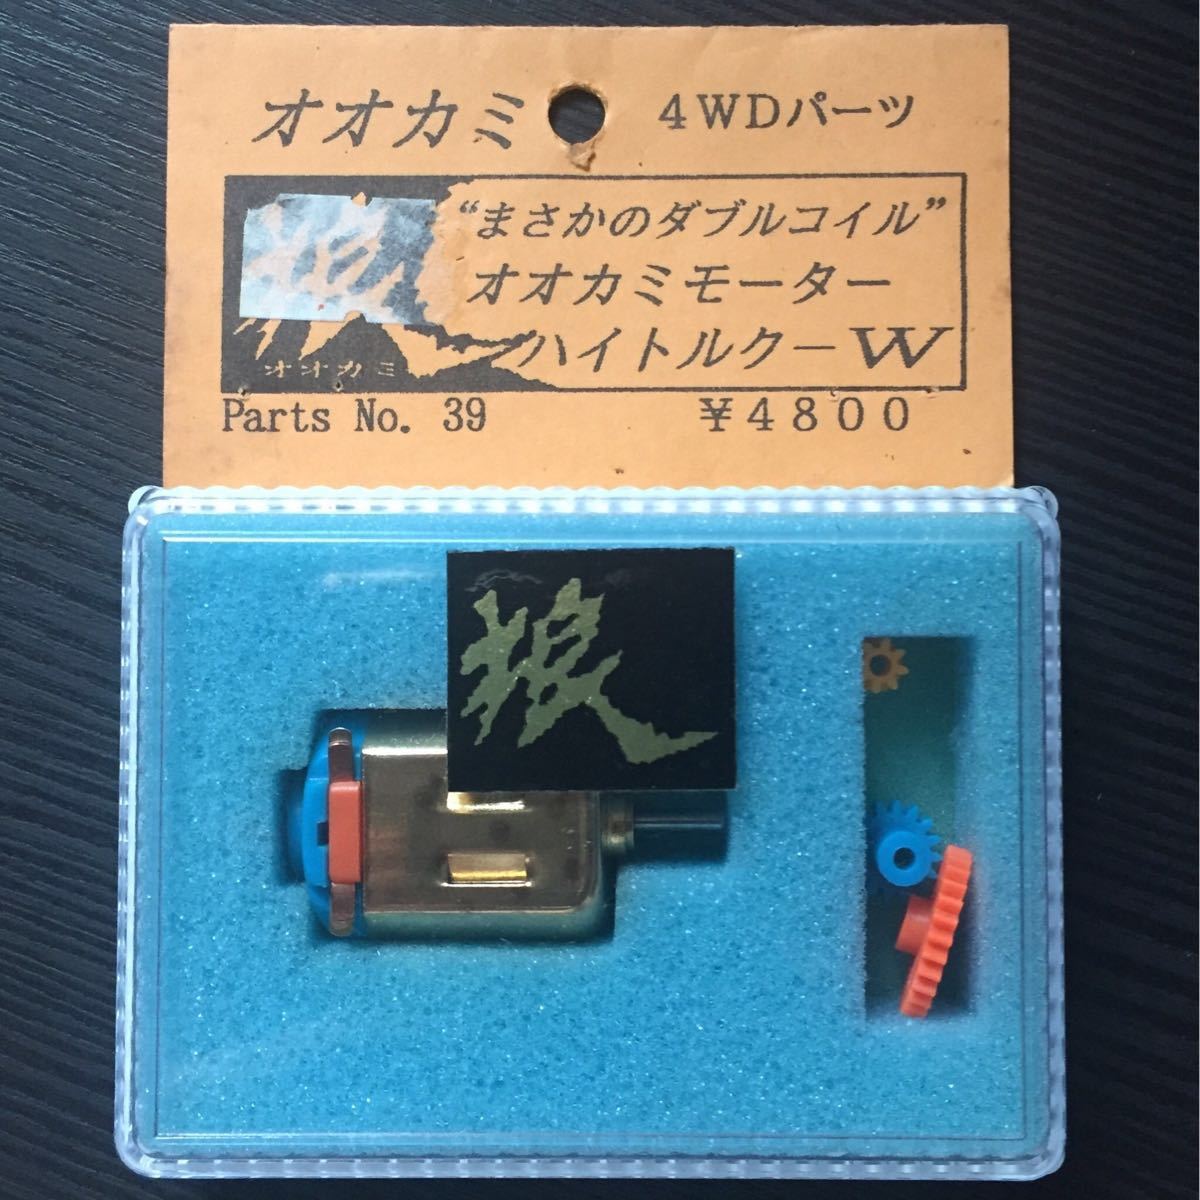 オオカミ 4WDパーツ
“まさかのダブルコイル”
オオカミモーター
ハイトルクーW
狼
オオカミ
Parts No. 39 ¥4800
狼